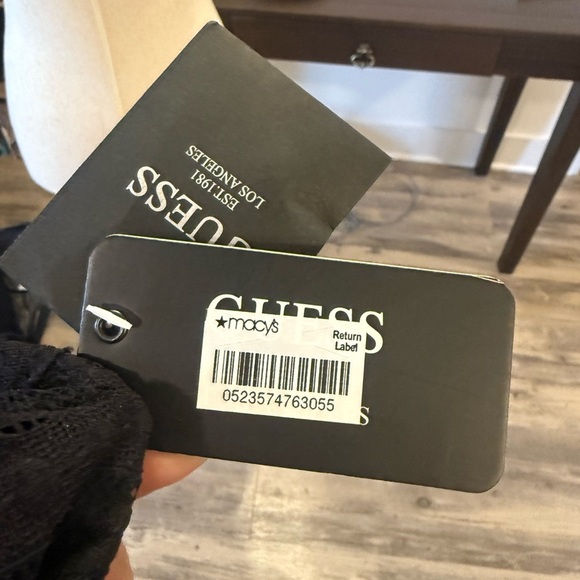 GUESS
EST.1981
LOS ANGELES
GUESS
★macy's
Return
Label
0523574763055
S